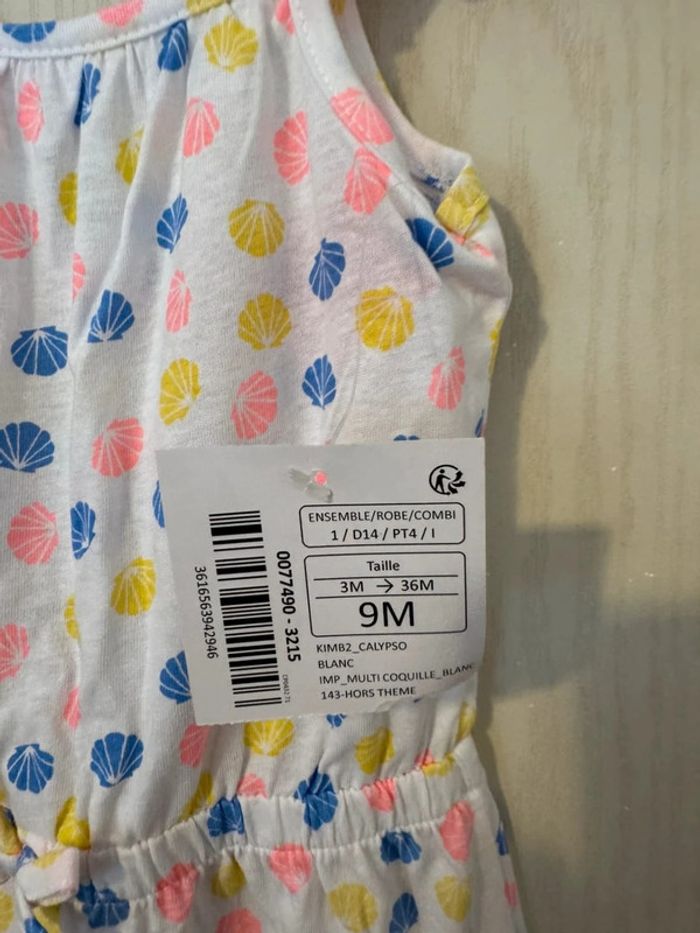 ENSEMBLE/ROBE/COMBI
1 / D14 / PT4 / I
Taille
3M → 36M
9M
KIMB2_CALYPSO
BLANC
IMP_MULTI COQUILLE_BLANC
143-HORS THEME
0077490 - 3215
3616563942946